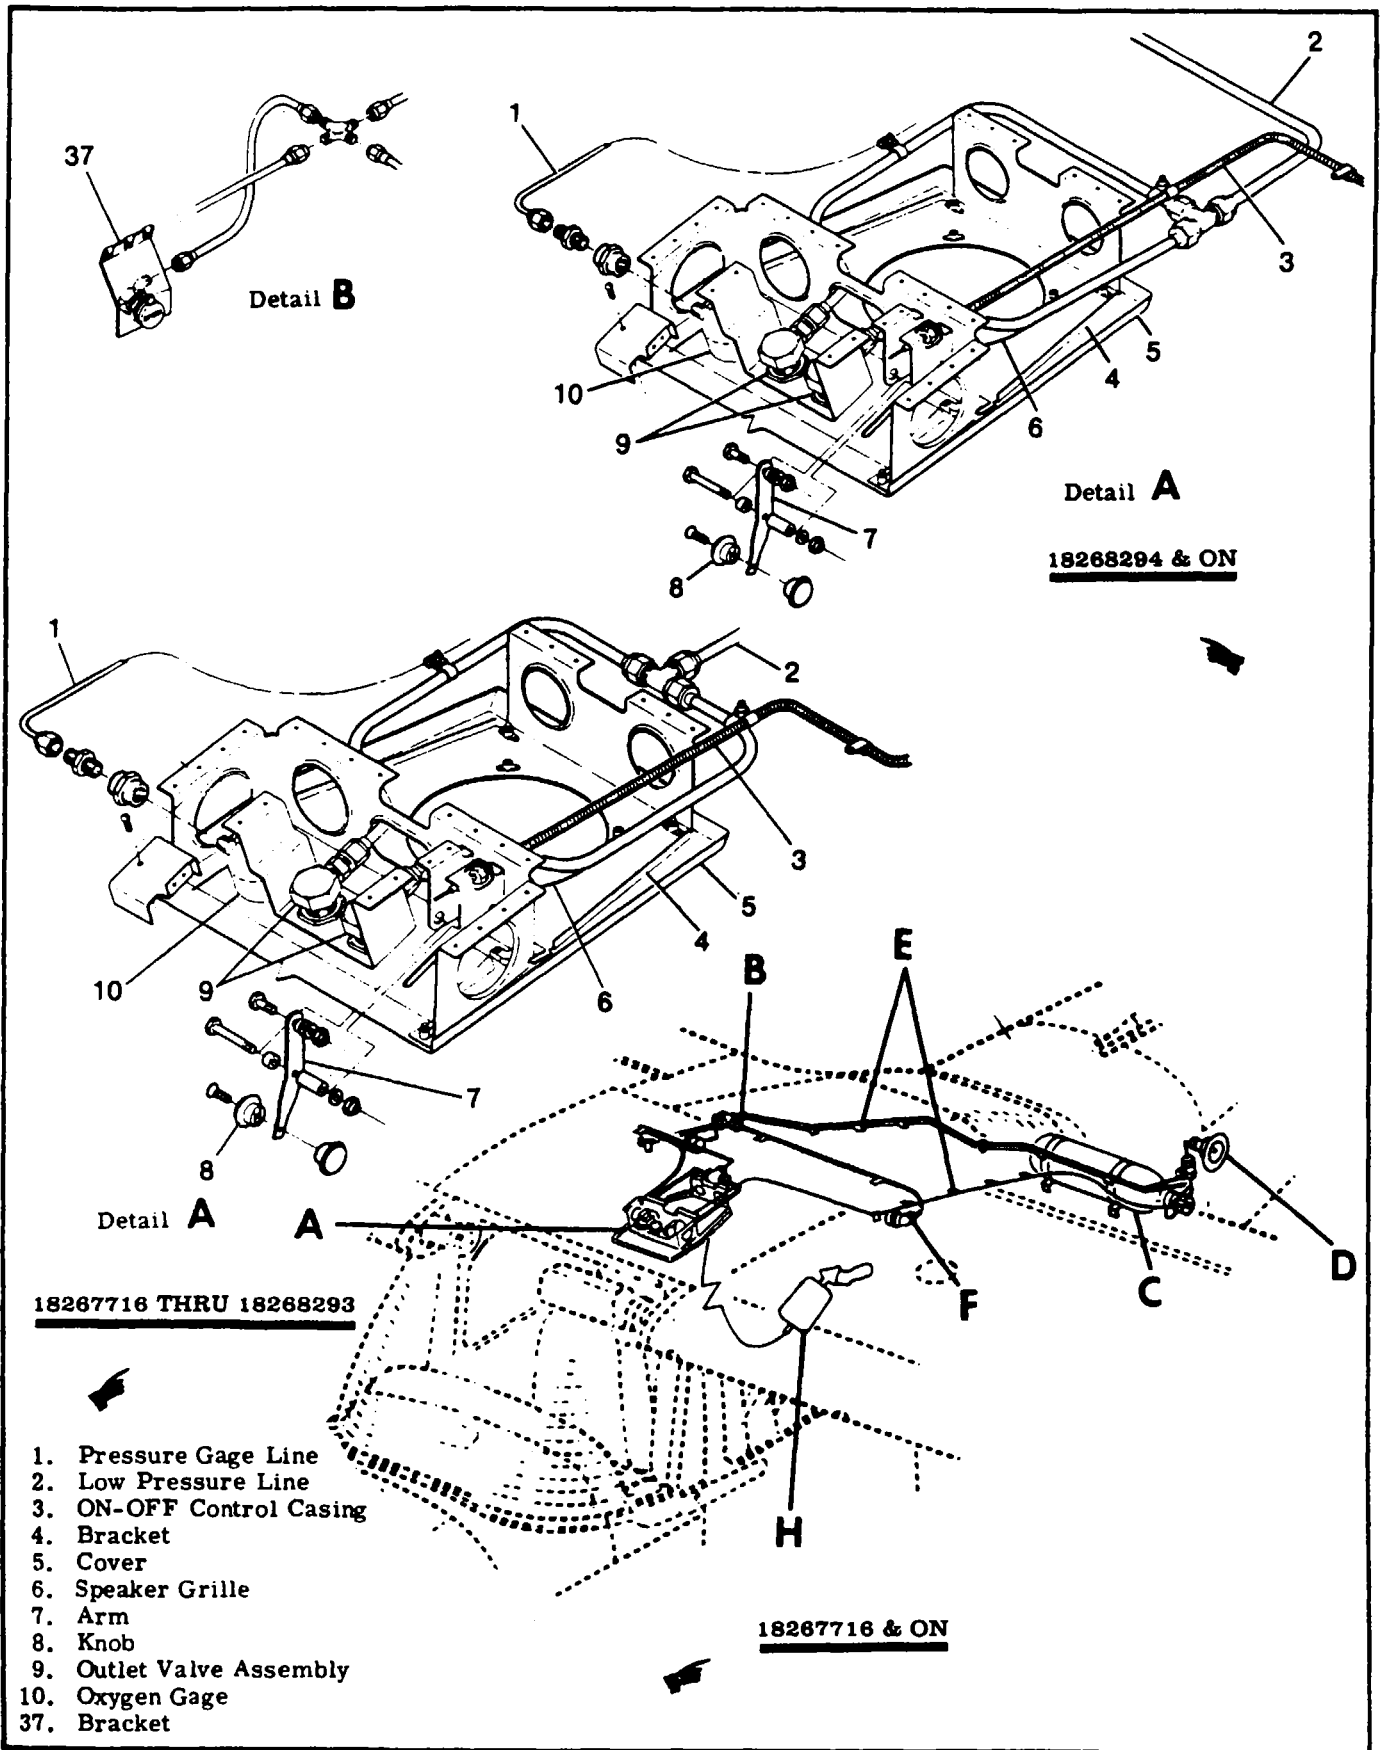 37
Detail B
1
2
3
4
5
6
7
8
9
10
Detail A
18268294 & ON
1
2
3
4
5
6
7
8
9
10
Detail A
18267716 THRU 18268293
A
B
E
D
C
F
H
18267716 & ON
1. Pressure Gage Line
2. Low Pressure Line
3. ON-OFF Control Casing
4. Bracket
5. Cover
6. Speaker Grille
7. Arm
8. Knob
9. Outlet Valve Assembly
10. Oxygen Gage
37. Bracket